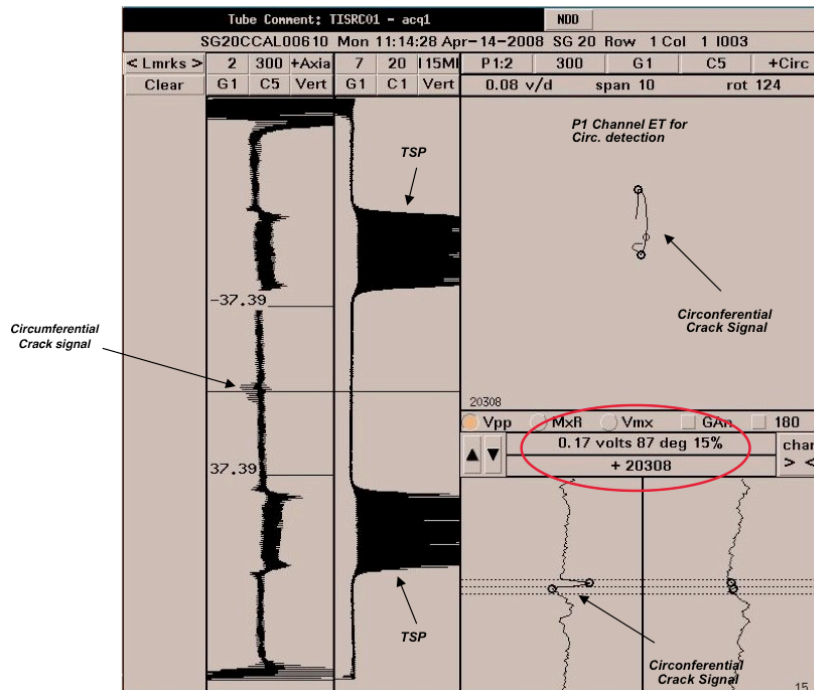 Tube Comment: TISRC01 - acq1
NDD
SG20CCAL00610 Mon 11:14:28 Apr-14-2008 SG 20 Row 1 Col 1 I003
< Lmrks > 2 300 +Axia 7 20 I15MI P1:2 300 G1 C5 +Circ
Clear G1 C5 Vert G1 C1 Vert 0.08 v/d span 10 rot 124
P1 Channel ET for
Circ. detection
TSP
-37.39
Circonferential
Crack Signal
Circumferential
Crack signal
20308
Vpp MxR Vmx GAn 180
0.17 volts 87 deg 15%
chan
+ 20308
> <
37.39
TSP
Circonferential
Crack Signal
15